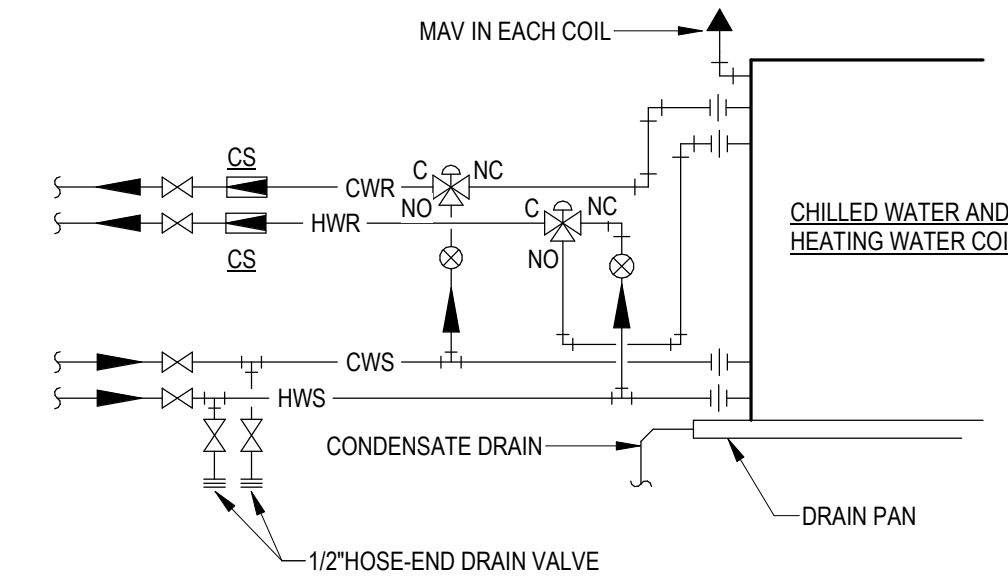 MAV IN EACH COIL
CS
C
NC
CWR
NO
C
NC
HWR
NO
CS
CHILLED WATER AND
HEATING WATER COI
CWS
HWS
CONDENSATE DRAIN
DRAIN PAN
1/2"HOSE-END DRAIN VALVE